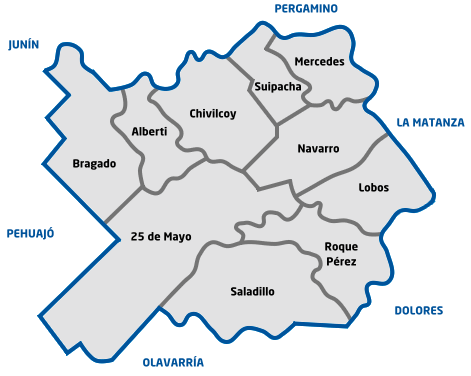 PERGAMINO
JUNÍN
Mercedes
Suipacha
Chivilcoy
LA MATANZA
Alberti
Navarro
Bragado
Lobos
PEHUAJÓ
25 de Mayo
Roque
Pérez
Saladillo
DOLORES
OLAVARRÍA